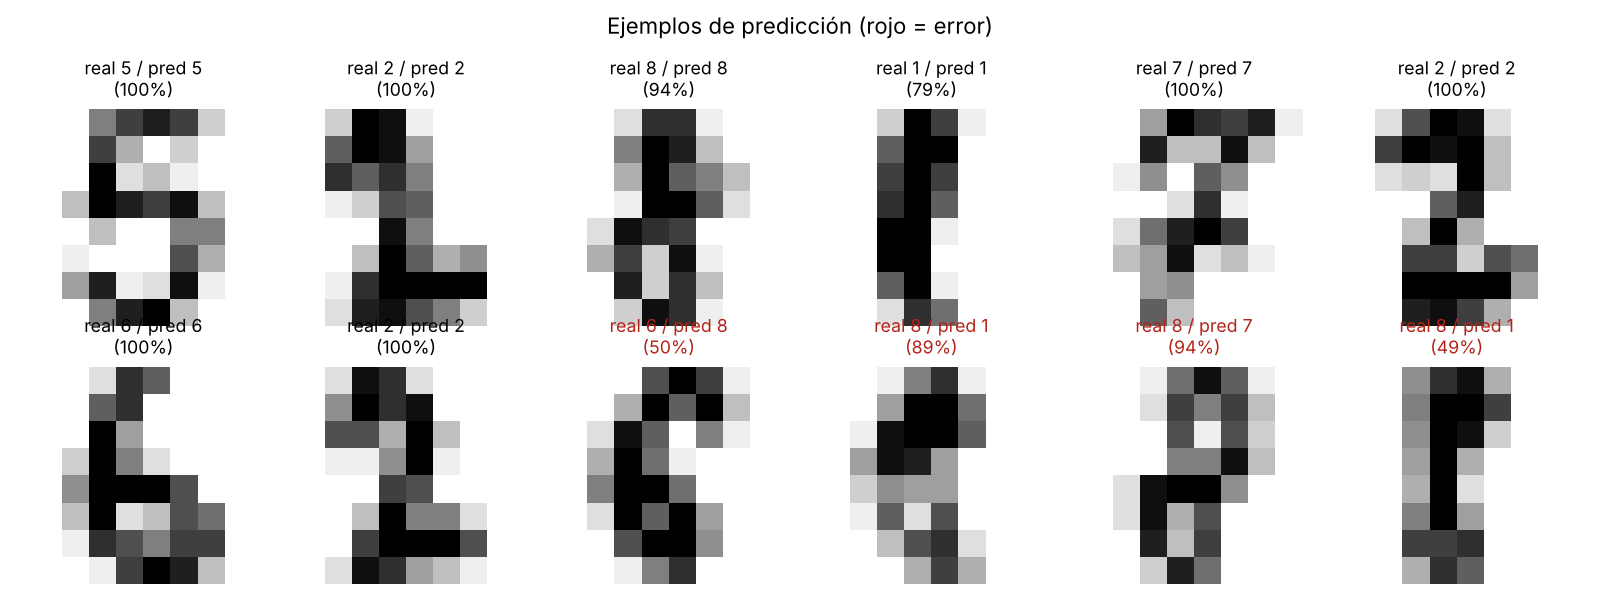 Ejemplos de predicción (rojo = error)
real 5 / pred 5
(100%)
real 2 / pred 2
(100%)
real 8 / pred 8
(94%)
real 1 / pred 1
(79%)
real 7 / pred 7
(100%)
real 2 / pred 2
(100%)
real 6 / pred 6
(100%)
real 2 / pred 2
(100%)
real 6 / pred 8
(50%)
real 8 / pred 1
(89%)
real 8 / pred 7
(94%)
real 8 / pred 1
(49%)